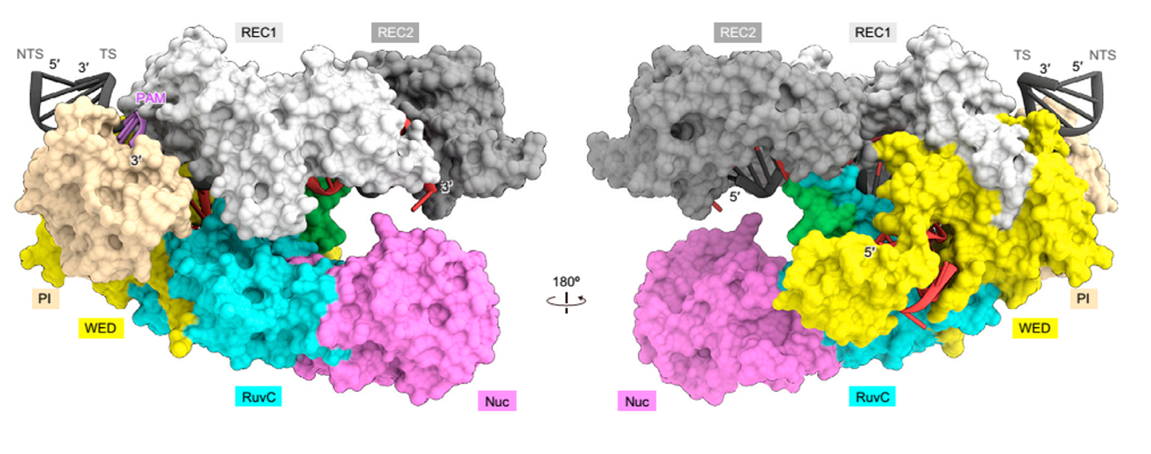 REC1
REC2
NTS
5′
3′
TS
PAM
3′
3′
PI
WED
RuvC
Nuc
180°
REC2
REC1
TS
3′
5′
NTS
5′
5′
PI
WED
Nuc
RuvC